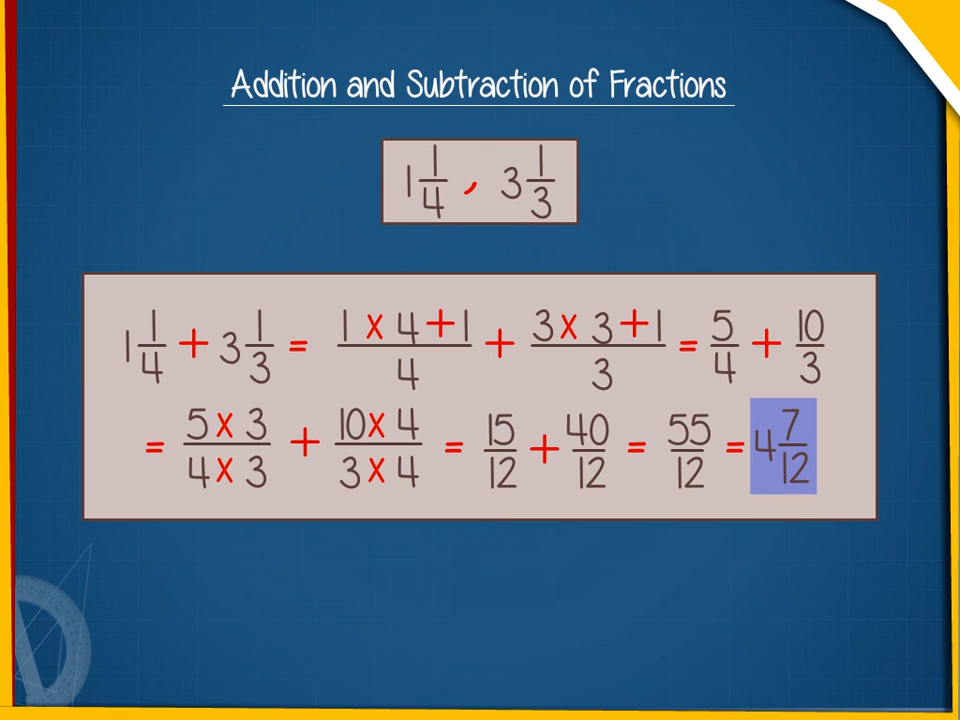 Addition and Subtraction of Fractions
1 1/4 , 3 1/3
1 1/4 + 3 1/3 = 1 x 4 + 1/4 + 3 x 3 + 1/3 = 5/4 + 10/3
= 5 x 3/4 x 3 + 10 x 4/3 x 4 = 15/12 + 40/12 = 55/12 = 4 7/12